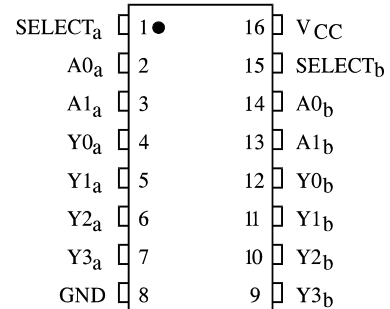 SELECTa 1 16 VCC
A0a 2 15 SELECTb
A1a 3 14 A0b
Y0a 4 13 A1b
Y1a 5 12 Y0b
Y2a 6 11 Y1b
Y3a 7 10 Y2b
GND 8 9 Y3b